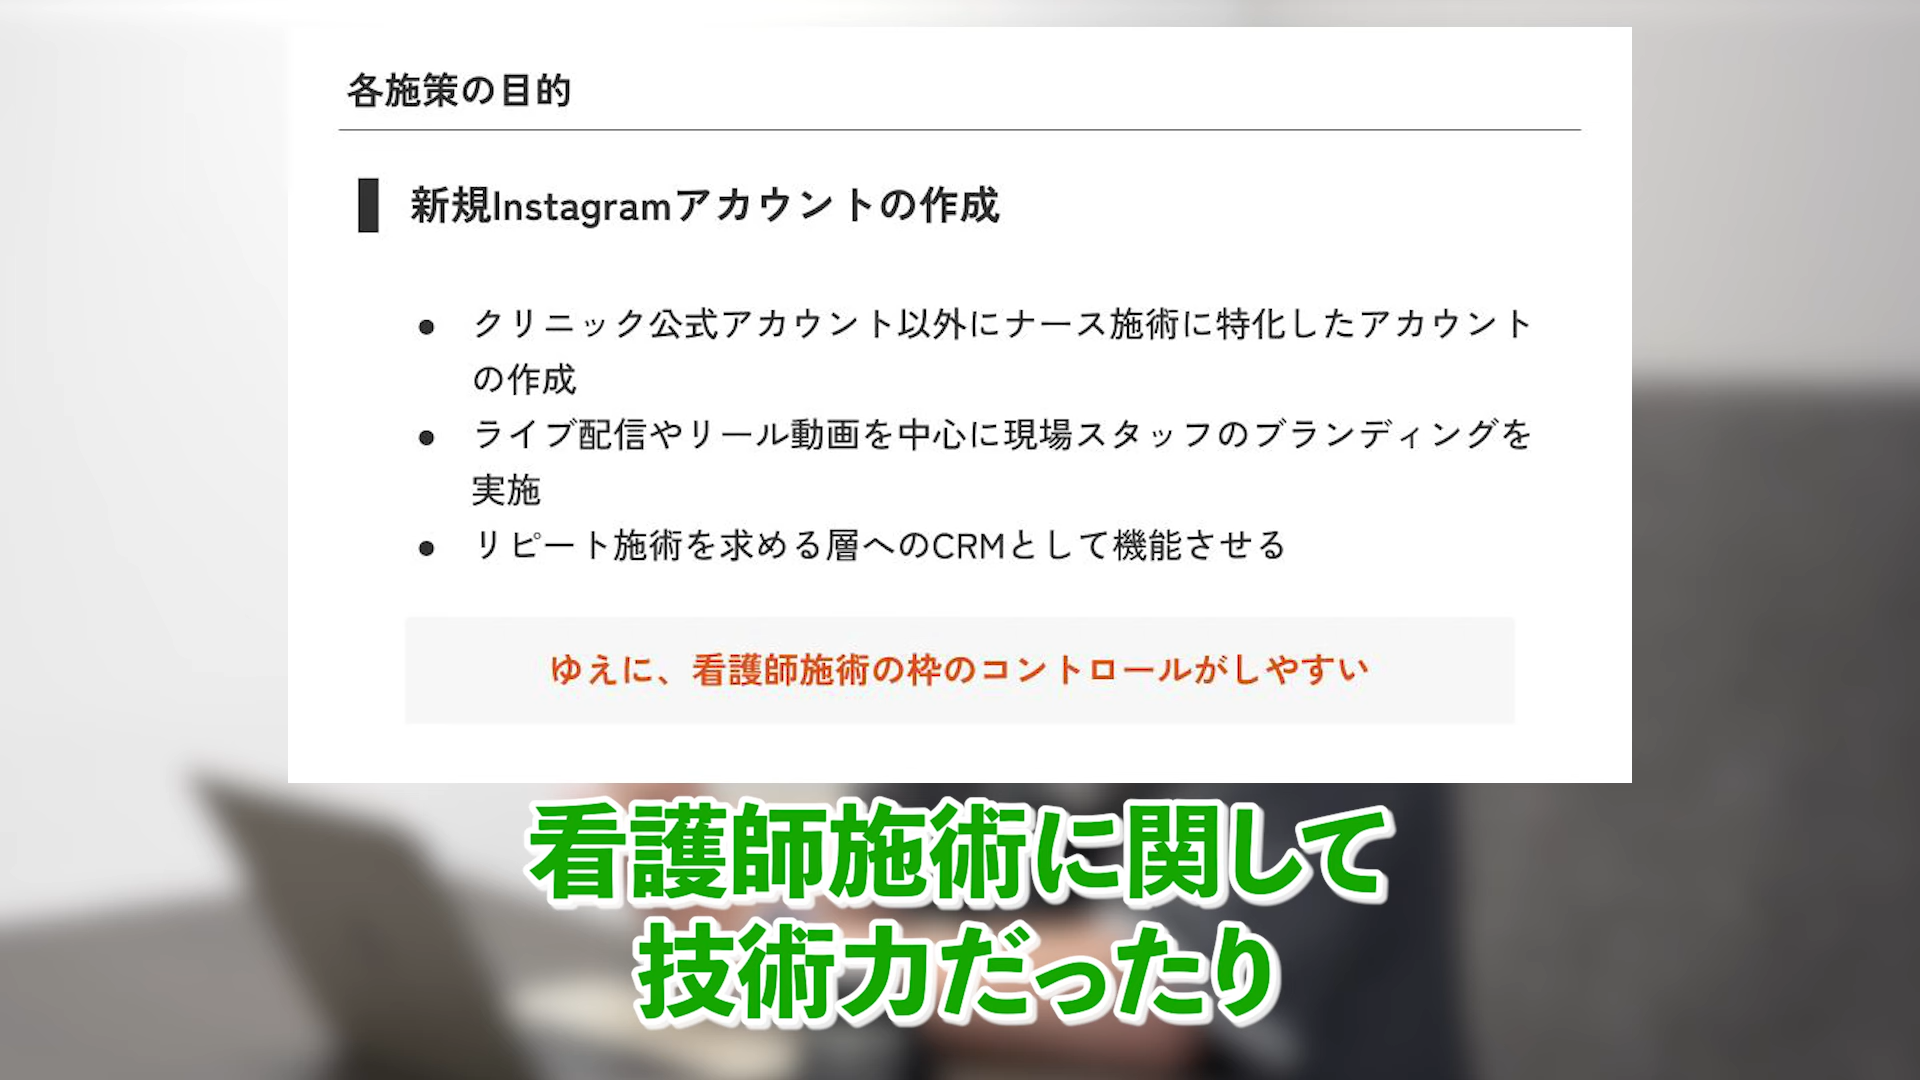 各施策の目的
新規Instagramアカウントの作成
● クリニック公式アカウント以外にナース施術に特化したアカウント
の作成
● ライブ配信やリール動画を中心に現場スタッフのブランディングを
実施
● リピート施術を求める層へのCRMとして機能させる
ゆえに、看護師施術の枠のコントロールがしやすい
看護師施術に関して
技術力だったり